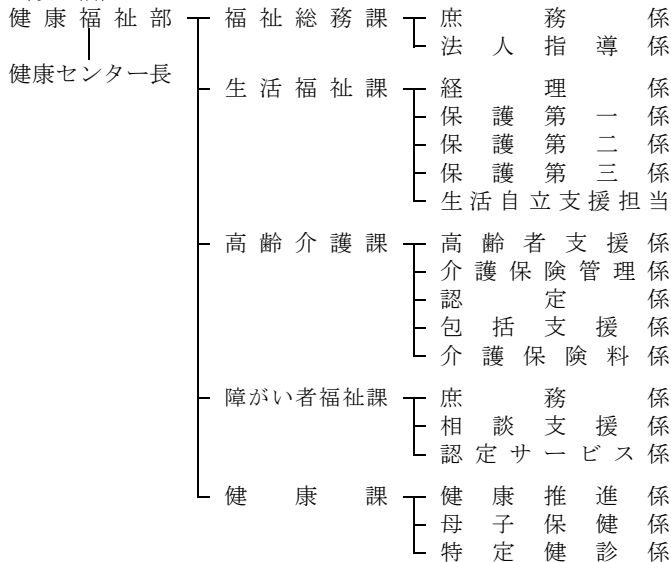 健康福祉部 福祉総務課 庶務係
法人指導係
健康センター長
生活福祉課 経理係
保護第一係
保護第二係
保護第三係
生活自立支援担当
高齢介護課 高齢者支援係
介護保険管理係
認定係
包括支援係
介護保険料係
障がい者福祉課 庶務係
相談支援係
認定サービス係
健康課 健康推進係
母子保健係
特定健診係